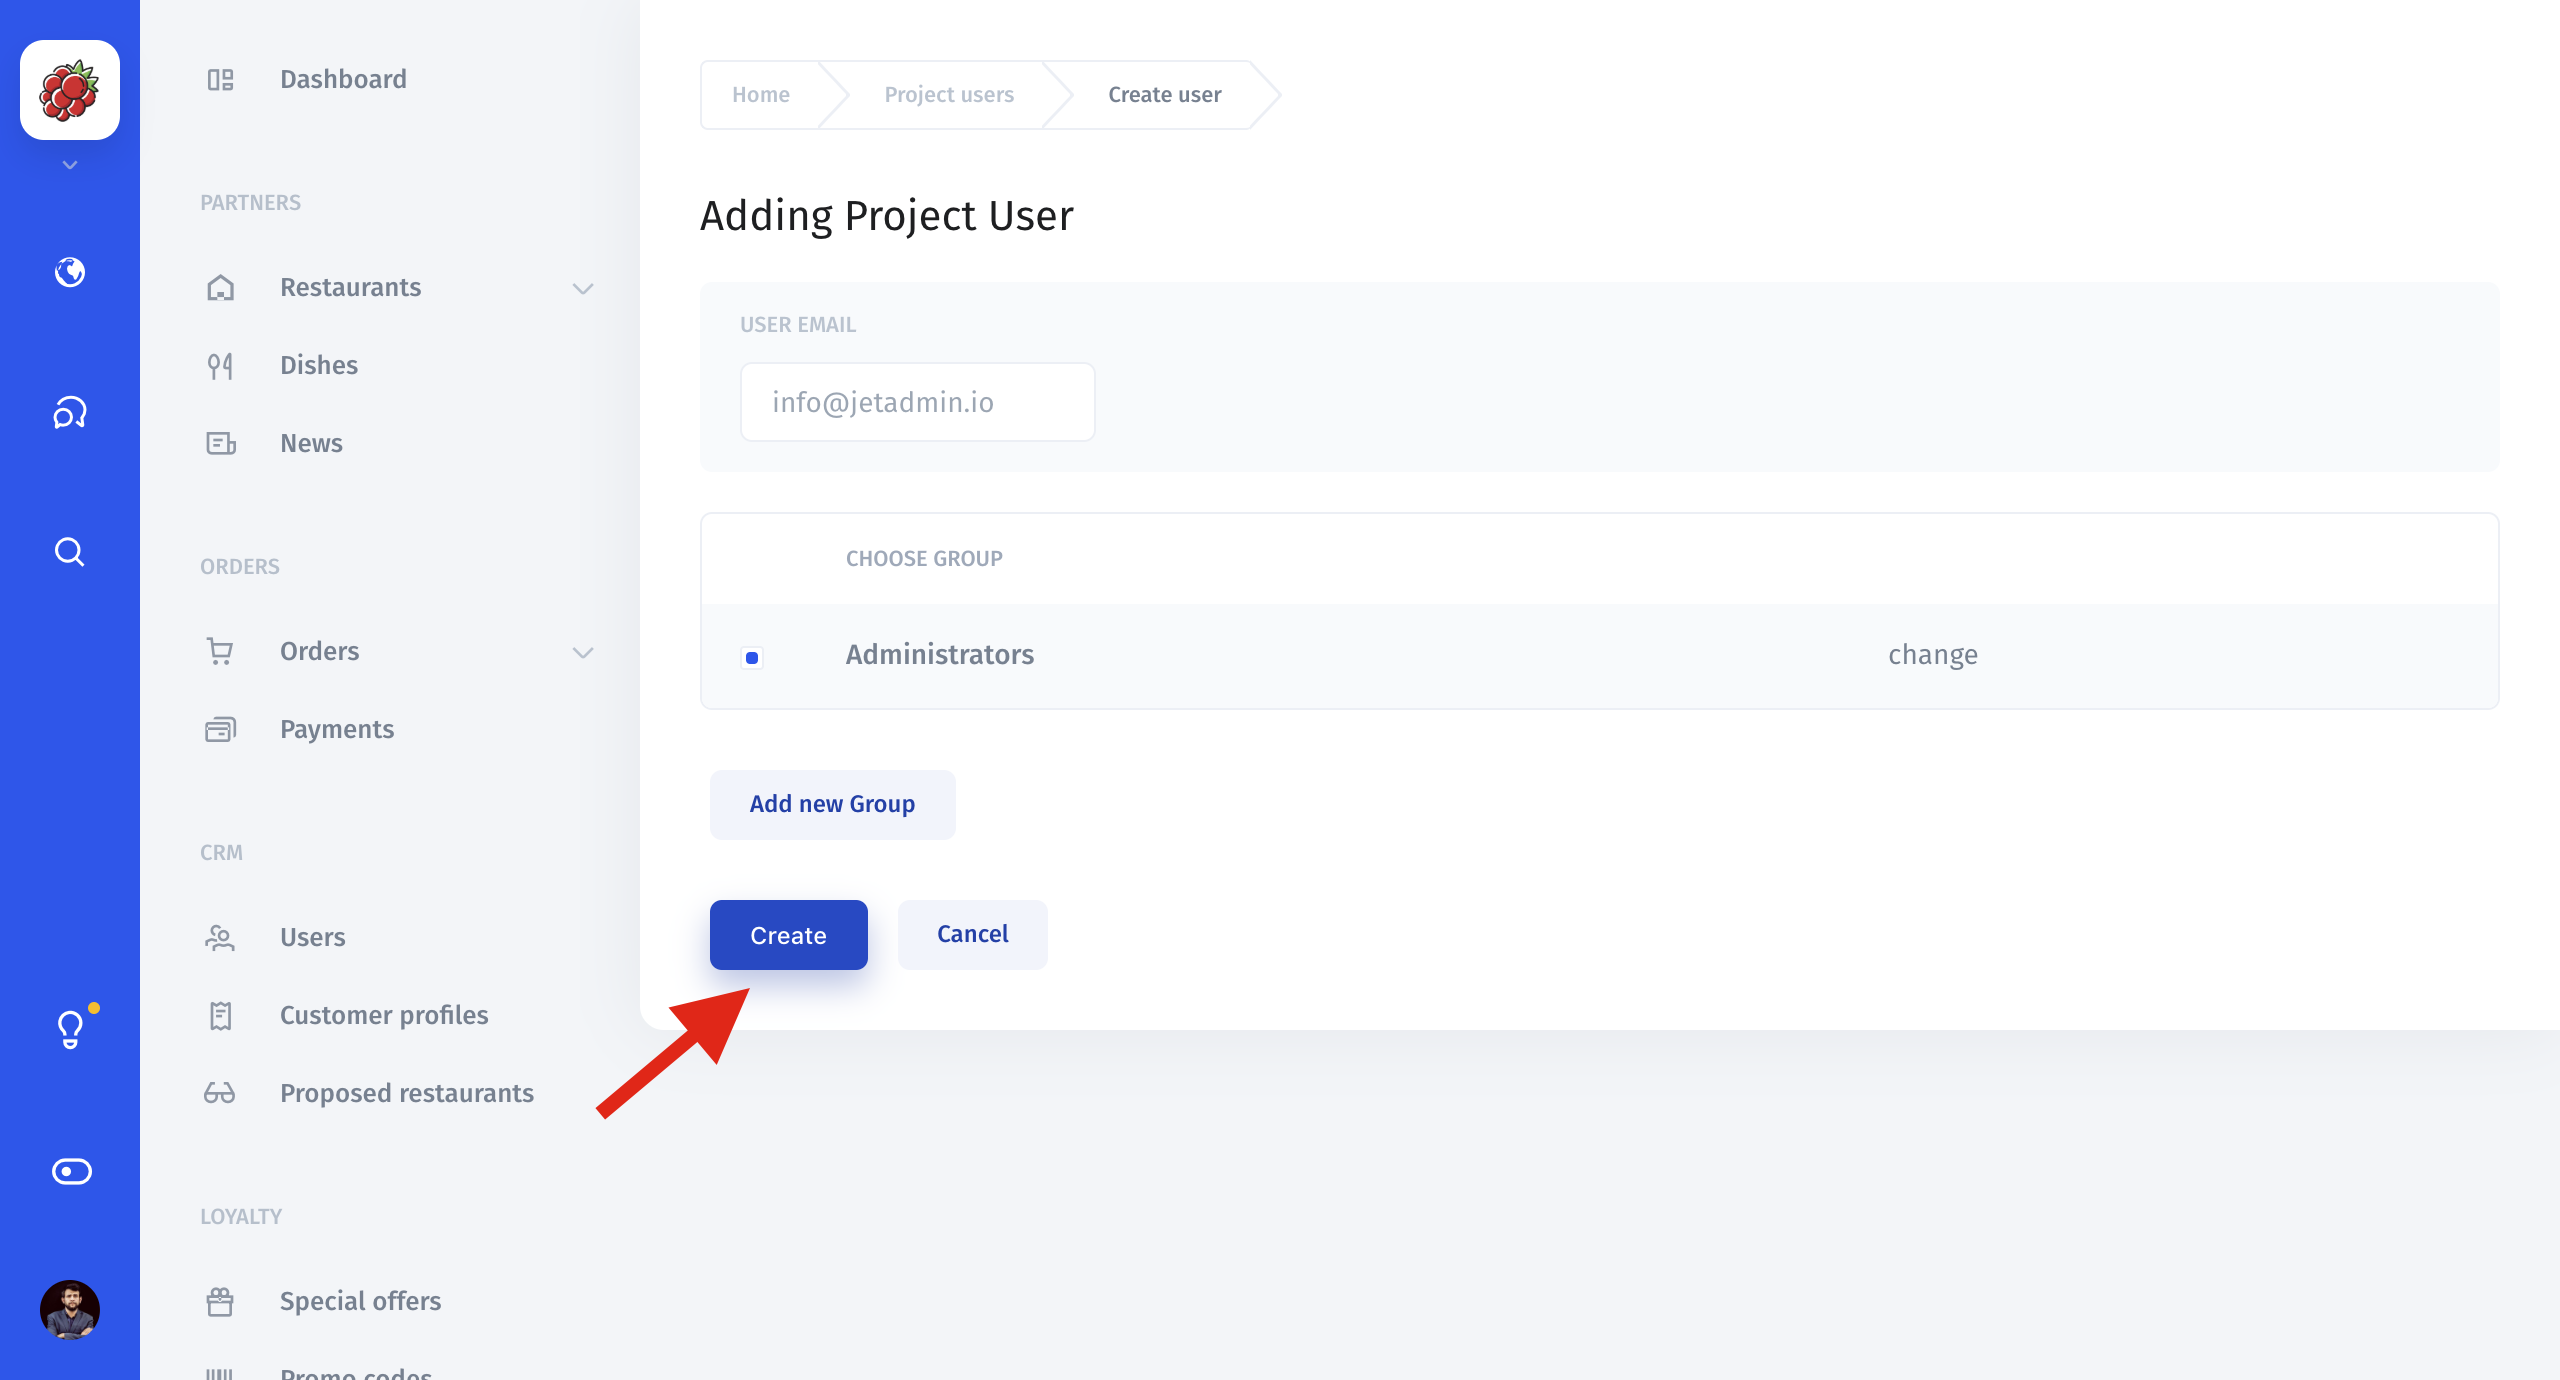 Dashboard
PARTNERS
Restaurants
Dishes
News
ORDERS
Orders
Payments
CRM
Users
Customer profiles
Proposed restaurants
LOYALTY
Special offers
Promo codes
Home
Project users
Create user
Adding Project User
USER EMAIL
info@jetadmin.io
CHOOSE GROUP
Administrators
change
Add new Group
Create
Cancel